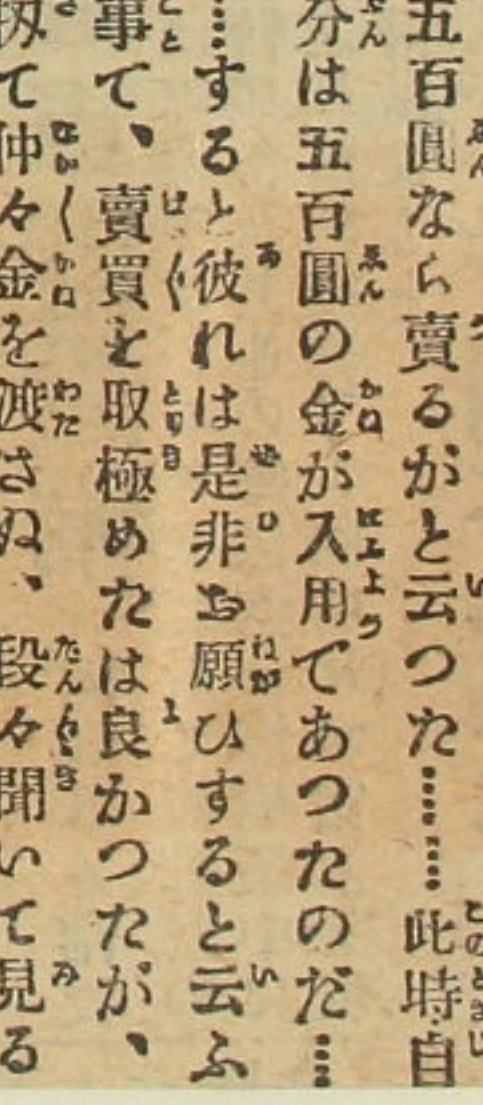 五百圓なら賣るかと云つた……此時自
分は五百圓の金が入用であつたのだ…
…すると彼れは是非お願ひすると云ふ
事て、賣買を取極めたは良かつたが、
扨て仲々金を渡さぬ、段々聞いて見る